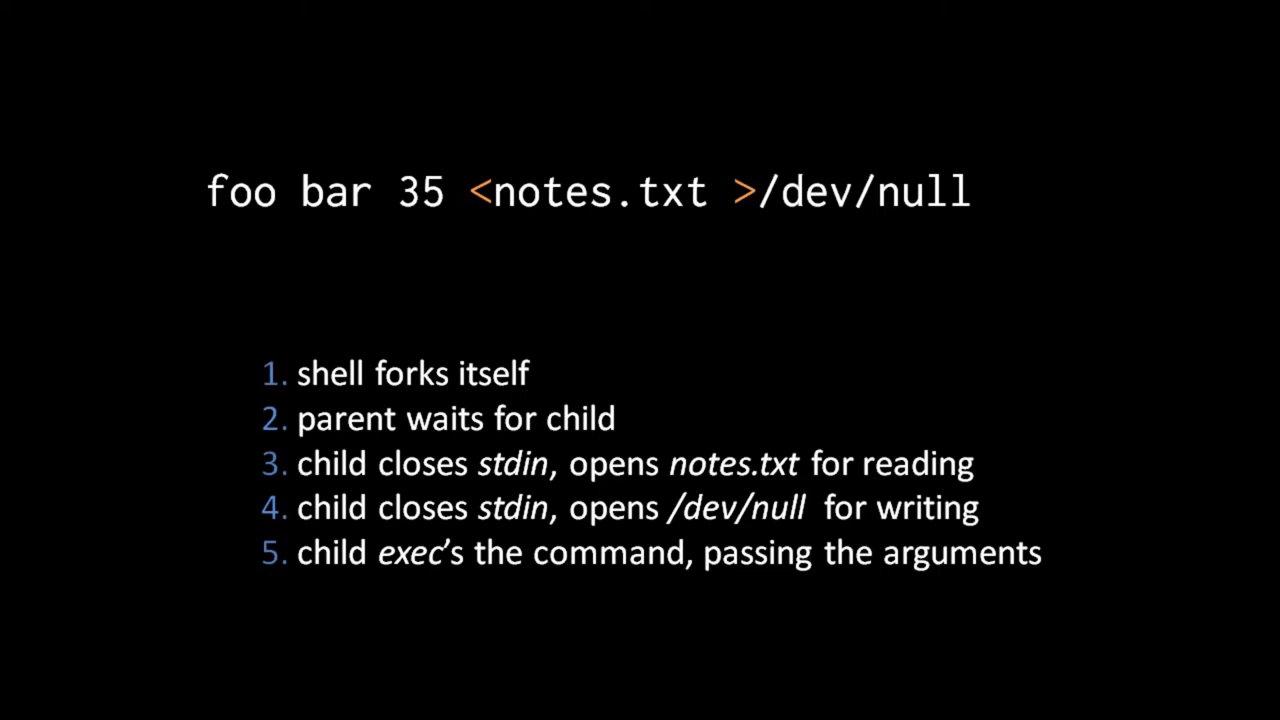 foo bar 35 <notes.txt >/dev/null
1. shell forks itself
2. parent waits for child
3. child closes stdin, opens notes.txt for reading
4. child closes stdin, opens /dev/null for writing
5. child exec’s the command, passing the arguments